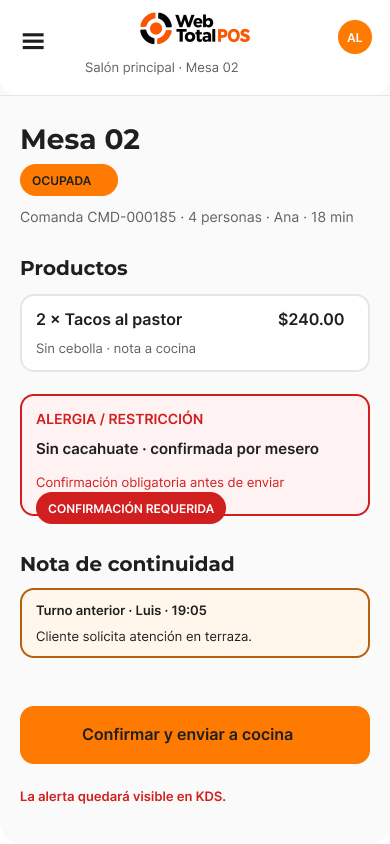 Web
TotalPOS
AL
Salón principal · Mesa 02
Mesa 02
OCUPADA
Comanda CMD-000185 · 4 personas · Ana · 18 min
Productos
2 × Tacos al pastor $240.00
Sin cebolla · nota a cocina
ALERGIA / RESTRICCIÓN
Sin cacahuate · confirmada por mesero
Confirmación obligatoria antes de enviar
CONFIRMACIÓN REQUERIDA
Nota de continuidad
Turno anterior · Luis · 19:05
Cliente solicita atención en terraza.
Confirmar y enviar a cocina
La alerta quedará visible en KDS.